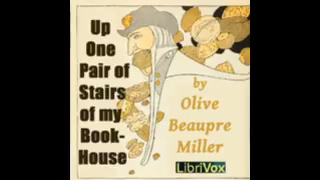 Up
One
Pair of
Stairs
of my
Book-
House
by
Olive
Beaupre
Miller
LibriVox